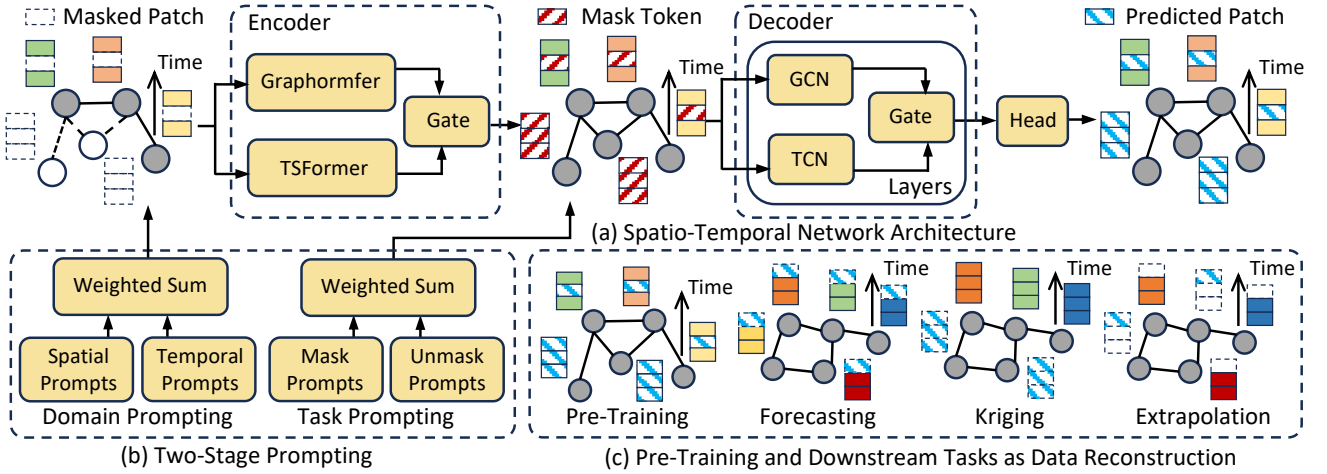 Masked Patch
Encoder
Mask Token
Decoder
Predicted Patch
Time
Graphormfer
TSFormer
Gate
Time
GCN
TCN
Gate
Layers
Head
Time
(a) Spatio-Temporal Network Architecture
Weighted Sum
Weighted Sum
Spatial
Prompts
Temporal
Prompts
Mask
Prompts
Unmask
Prompts
Domain Prompting
Task Prompting
(b) Two-Stage Prompting
Time
Time
Time
Time
Pre-Training
Forecasting
Kriging
Extrapolation
(c) Pre-Training and Downstream Tasks as Data Reconstruction